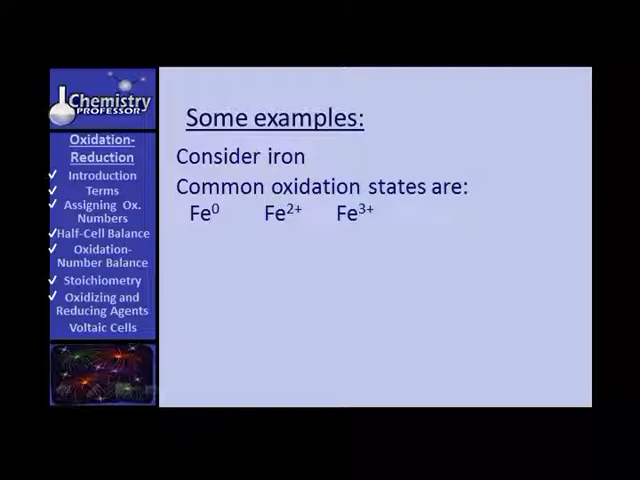 Chemistry
PROFESSOR
Oxidation-
Reduction
✓ Introduction
✓ Terms
✓ Assigning Ox.
Numbers
✓ Half-Cell Balance
✓ Oxidation-
Number Balance
✓ Stoichiometry
✓ Oxidizing and
Reducing Agents
Voltaic Cells
Some examples:
Consider iron
Common oxidation states are:
Fe⁰ Fe²⁺ Fe³⁺